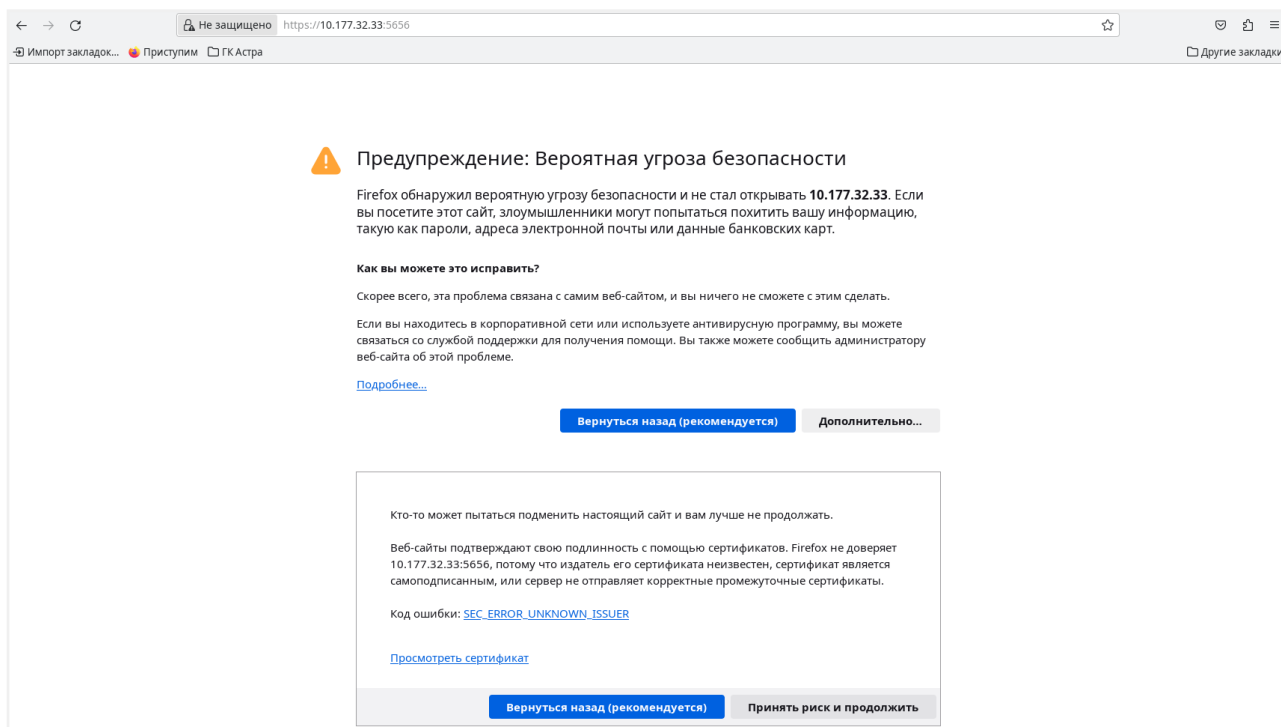 Не защищено https://10.177.32.33:5656
Импорт закладок... Приступим ГК Астра Другие закладки
Предупреждение: Вероятная угроза безопасности
Firefox обнаружил вероятную угрозу безопасности и не стал открывать 10.177.32.33. Если
вы посетите этот сайт, злоумышленники могут попытаться похитить вашу информацию,
такую как пароли, адреса электронной почты или данные банковских карт.
Как вы можете это исправить?
Скорее всего, эта проблема связана с самим веб-сайтом, и вы ничего не сможете с этим сделать.
Если вы находитесь в корпоративной сети или используете антивирусную программу, вы можете
связаться со службой поддержки для получения помощи. Вы также можете сообщить администратору
веб-сайта об этой проблеме.
Подробнее...
Вернуться назад (рекомендуется) Дополнительно...
Кто-то может пытаться подменить настоящий сайт и вам лучше не продолжать.
Веб-сайты подтверждают свою подлинность с помощью сертификатов. Firefox не доверяет
10.177.32.33:5656, потому что издатель его сертификата неизвестен, сертификат является
самоподписанным, или сервер не отправляет корректные промежуточные сертификаты.
Код ошибки: SEC_ERROR_UNKNOWN_ISSUER
Просмотреть сертификат
Вернуться назад (рекомендуется) Принять риск и продолжить